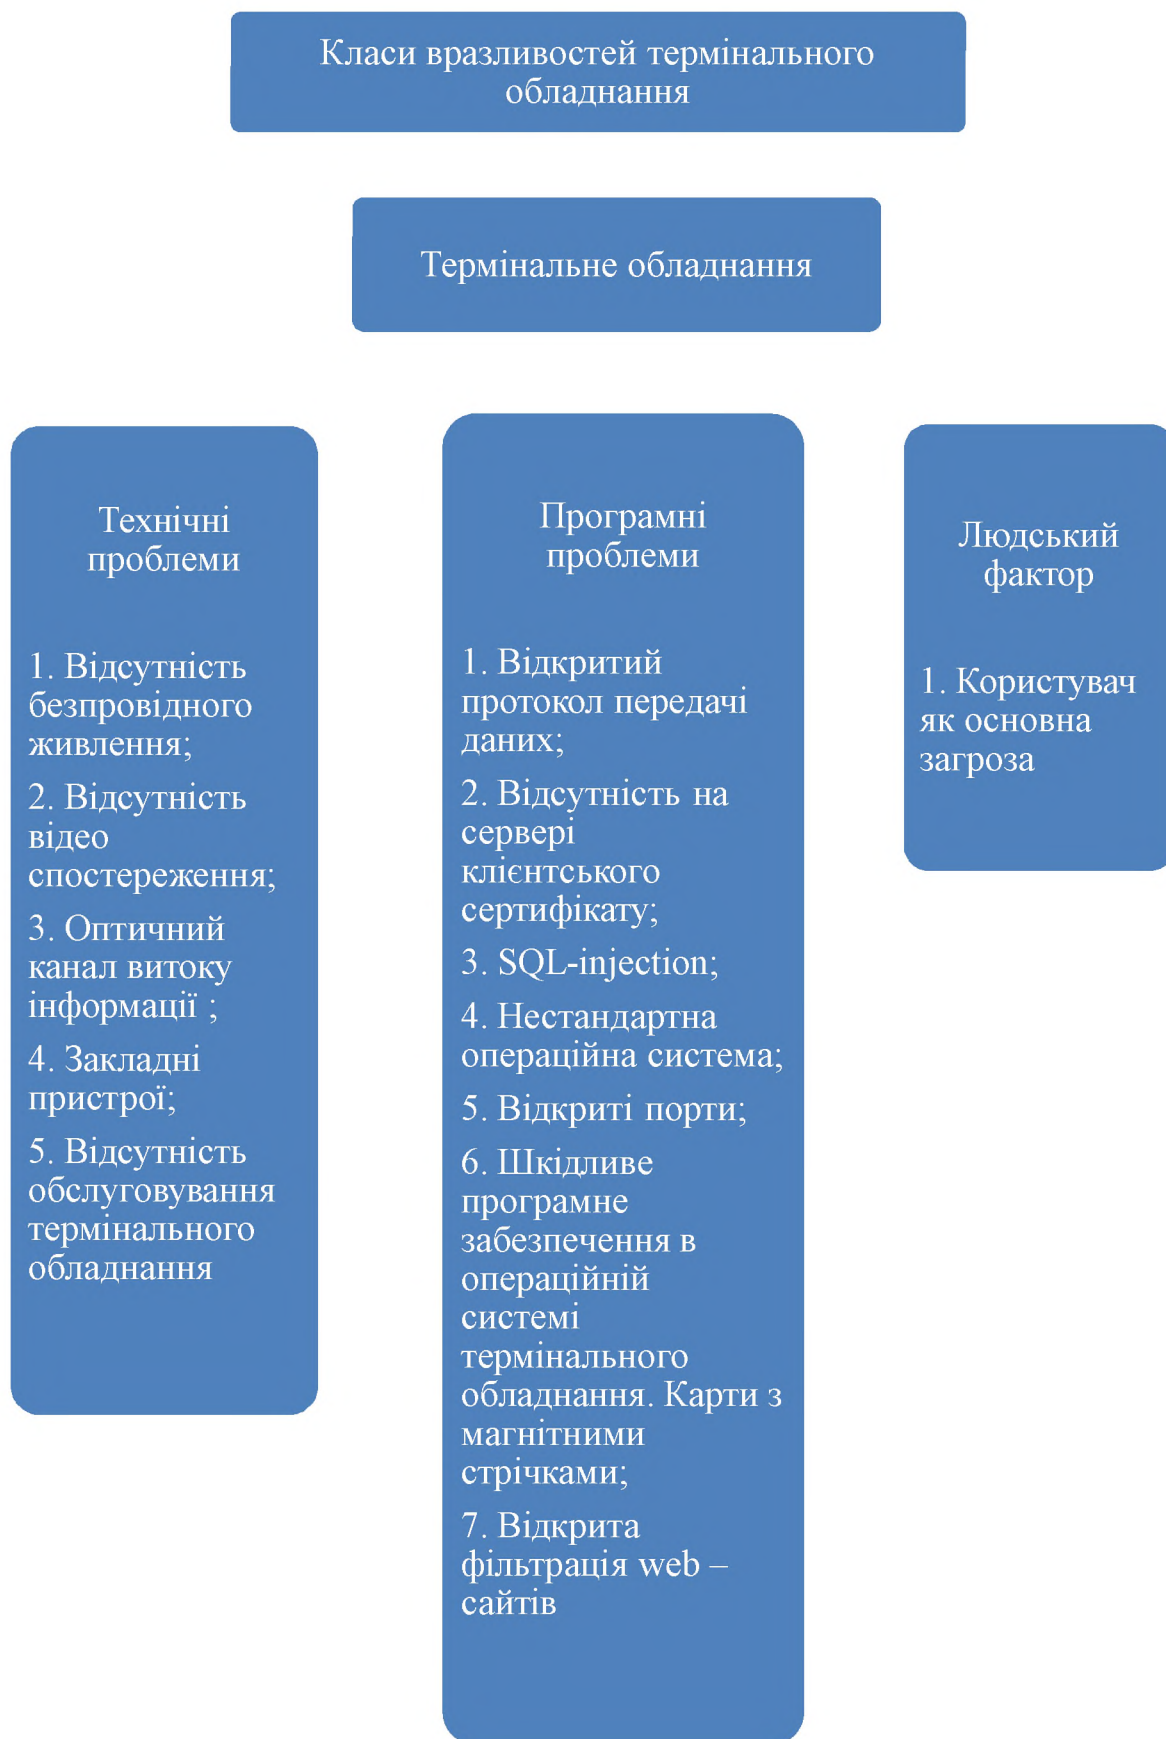 Класи вразливостей термінального
обладнання
Термінальне обладнання
Технічні
проблеми
1. Відсутність
безпровідного
живлення;
2. Відсутність
відео
спостереження;
3. Оптичний
канал витоку
інформації ;
4. Закладні
пристрої;
5. Відсутність
обслуговування
термінального
обладнання
Програмні
проблеми
1. Відкритий
протокол передачі
даних;
2. Відсутність на
сервері
клієнтського
сертифікату;
3. SQL-injection;
4. Нестандартна
операційна система;
5. Відкриті порти;
6. Шкідливе
програмне
забезпечення в
операційній
системі
термінального
обладнання. Карти з
магнітними
стрічками;
7. Відкрита
фільтрація web –
сайтів
Людський
фактор
1. Користувач
як основна
загроза